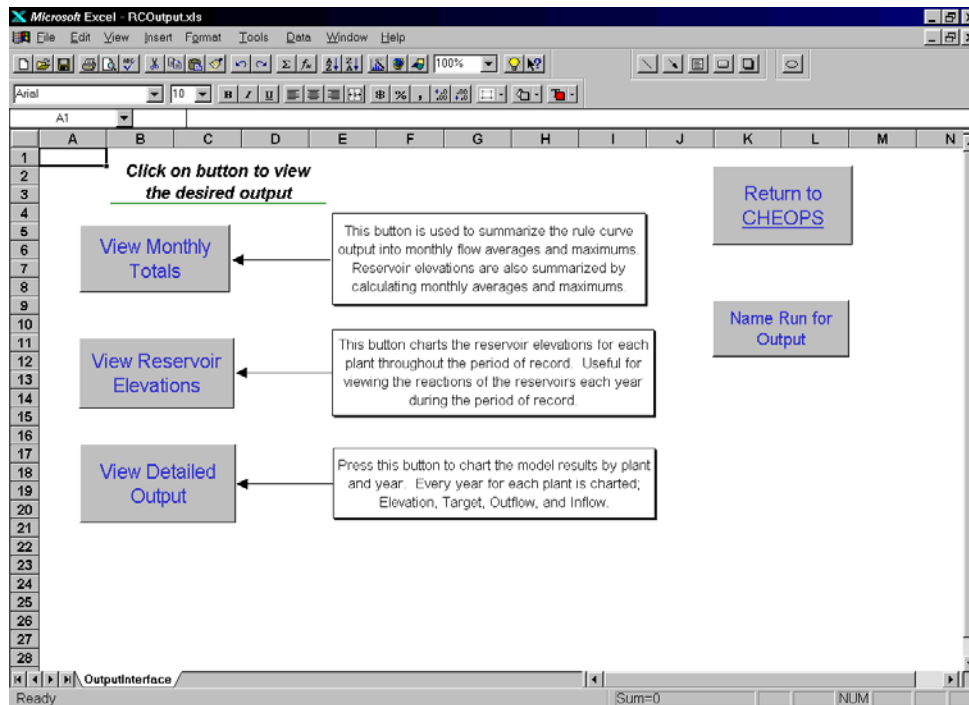 Microsoft Excel - RCOutput.xls
File Edit View Insert Format Tools Data Window Help
100%
Arial 10 B I U $ % ,
A1
A B C D E F G H I J K L M N
1
2
3
4
5
6
7
8
9
10
11
12
13
14
15
16
17
18
19
20
21
22
23
24
25
26
27
28
Click on button to view
the desired output
Return to
CHEOPS
View Monthly
Totals
This button is used to summarize the rule curve
output into monthly flow averages and maximums.
Reservoir elevations are also summarized by
calculating monthly averages and maximums.
Name Run for
Output
View Reservoir
Elevations
This button charts the reservoir elevations for each
plant throughout the period of record. Useful for
viewing the reactions of the reservoirs each year
during the period of record.
View Detailed
Output
Press this button to chart the model results by plant
and year. Every year for each plant is charted;
Elevation, Target, Outflow, and Inflow.
OutputInterface
Ready Sum=0 NUM